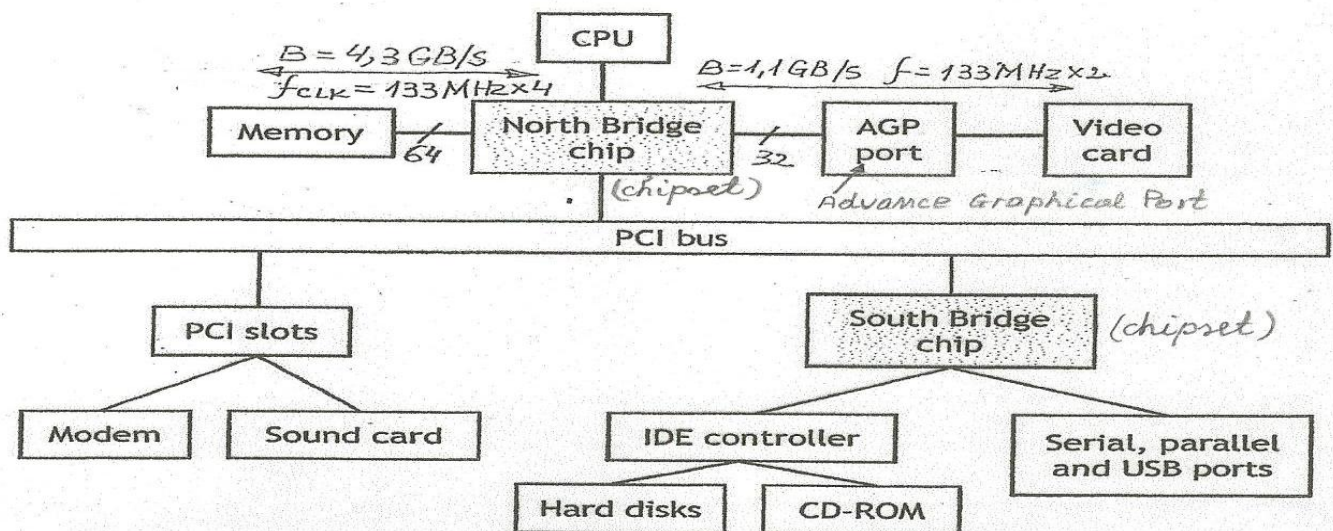 CPU
B = 4,3 GB/s
fCLK = 133 MHz×4
B=1,1 GB/s f = 133 MHz×2
Memory
64
North Bridge
chip
32
AGP
port
Video
card
(chipset)
Advance Graphical Port
PCI bus
PCI slots
South Bridge
chip
(chipset)
Modem
Sound card
IDE controller
Serial, parallel
and USB ports
Hard disks
CD-ROM